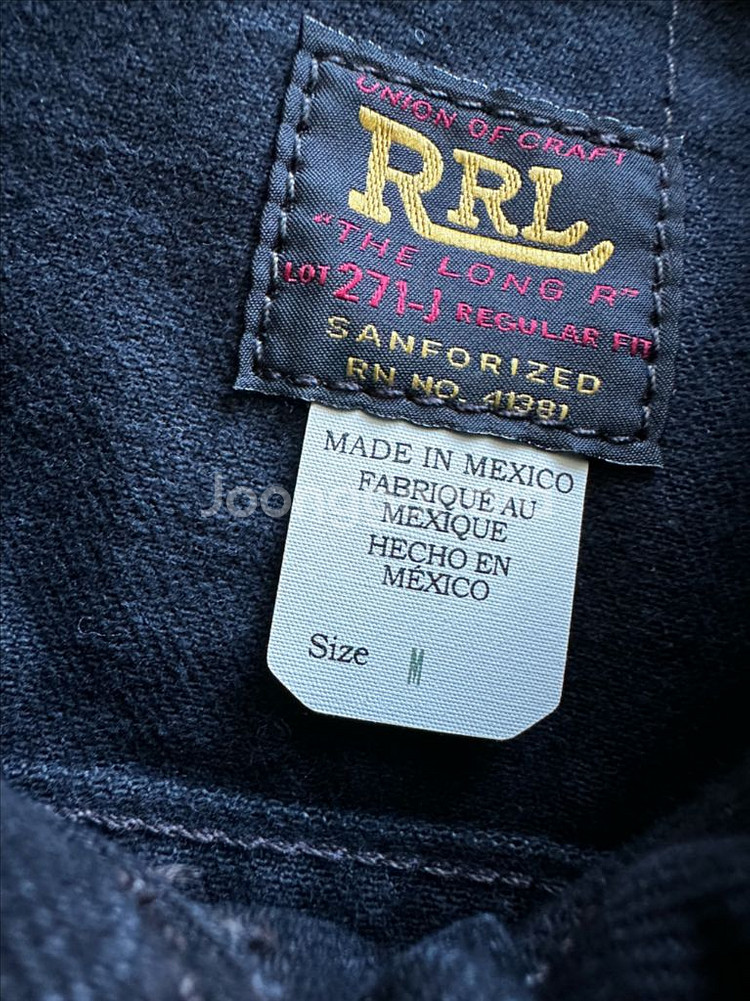 UNION OF CRAFT
RRL
"THE LONG R"
LOT 271-J REGULAR FIT
SANFORIZED
RN NO. 41381
MADE IN MEXICO
FABRIQUÉ AU
MEXIQUE
HECHO EN
MÉXICO
Size M